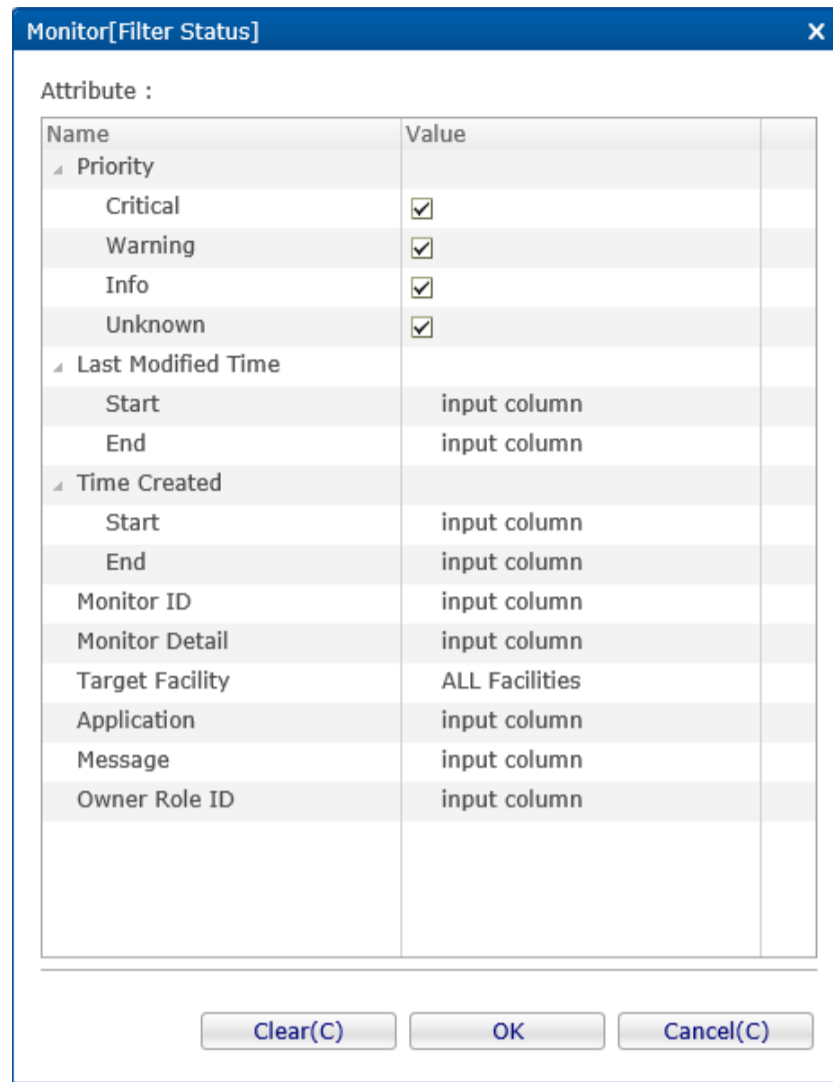 Monitor[Filter Status]
Attribute :
Name Value
Priority
Critical
Warning
Info
Unknown
Last Modified Time
Start input column
End input column
Time Created
Start input column
End input column
Monitor ID input column
Monitor Detail input column
Target Facility ALL Facilities
Application input column
Message input column
Owner Role ID input column
Clear(C) OK Cancel(C)